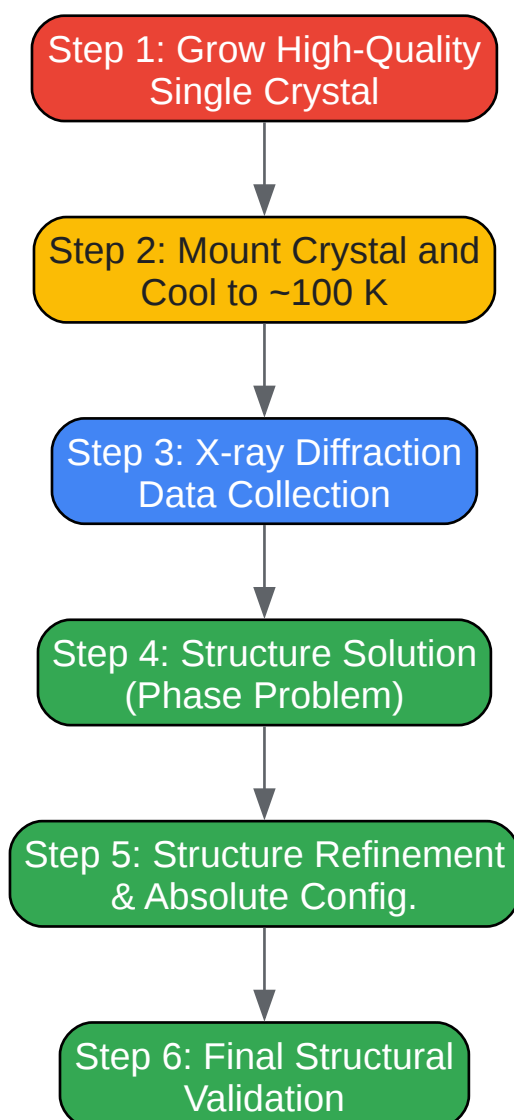 Step 1: Grow High-Quality
Single Crystal
Step 2: Mount Crystal and
Cool to ~100 K
Step 3: X-ray Diffraction
Data Collection
Step 4: Structure Solution
(Phase Problem)
Step 5: Structure Refinement
& Absolute Config.
Step 6: Final Structural
Validation